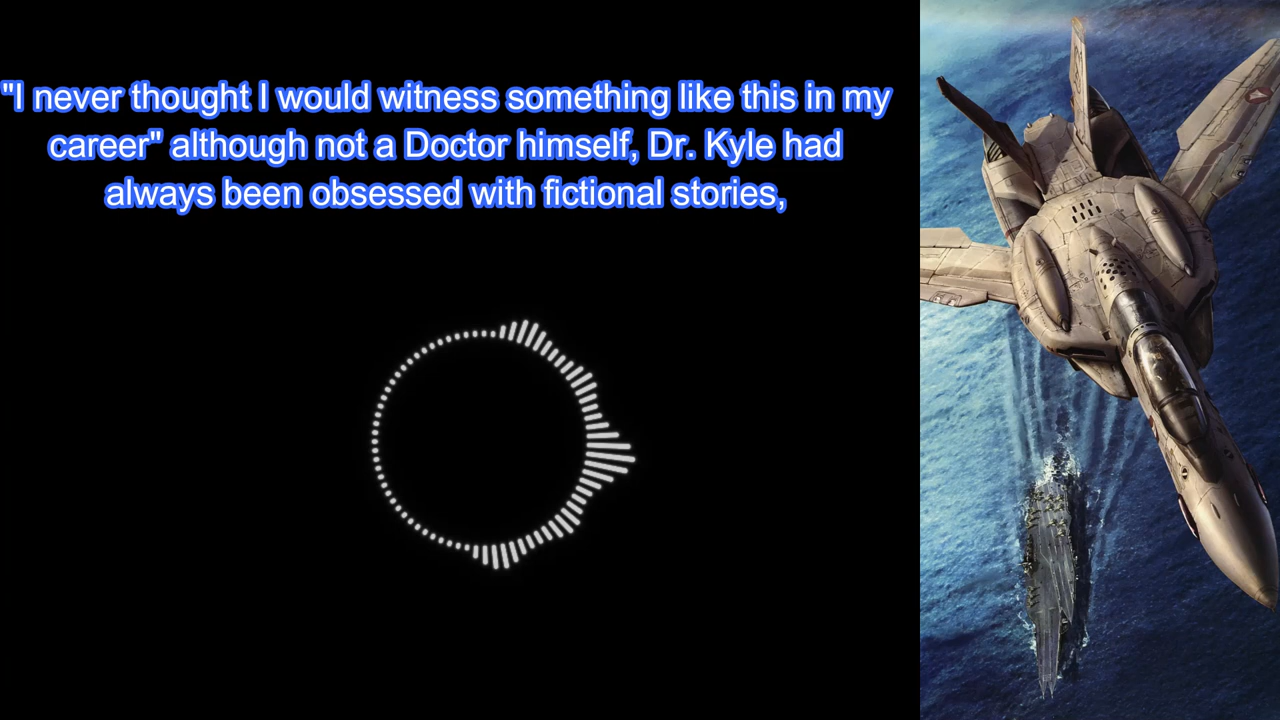 "I never thought I would witness something like this in my
career" although not a Doctor himself, Dr. Kyle had
always been obsessed with fictional stories,